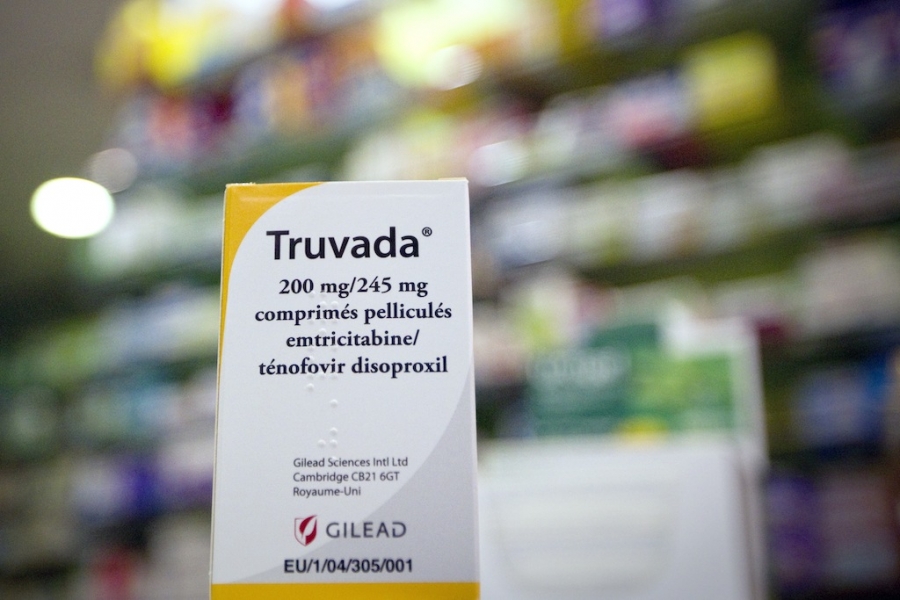 Truvada®
200 mg/245 mg
comprimés pelliculés
emtricitabine/
ténofovir disoproxil
Gilead Sciences Intl Ltd
Cambridge CB21 6GT
Royaume-Uni
GILEAD
EU/1/04/305/001